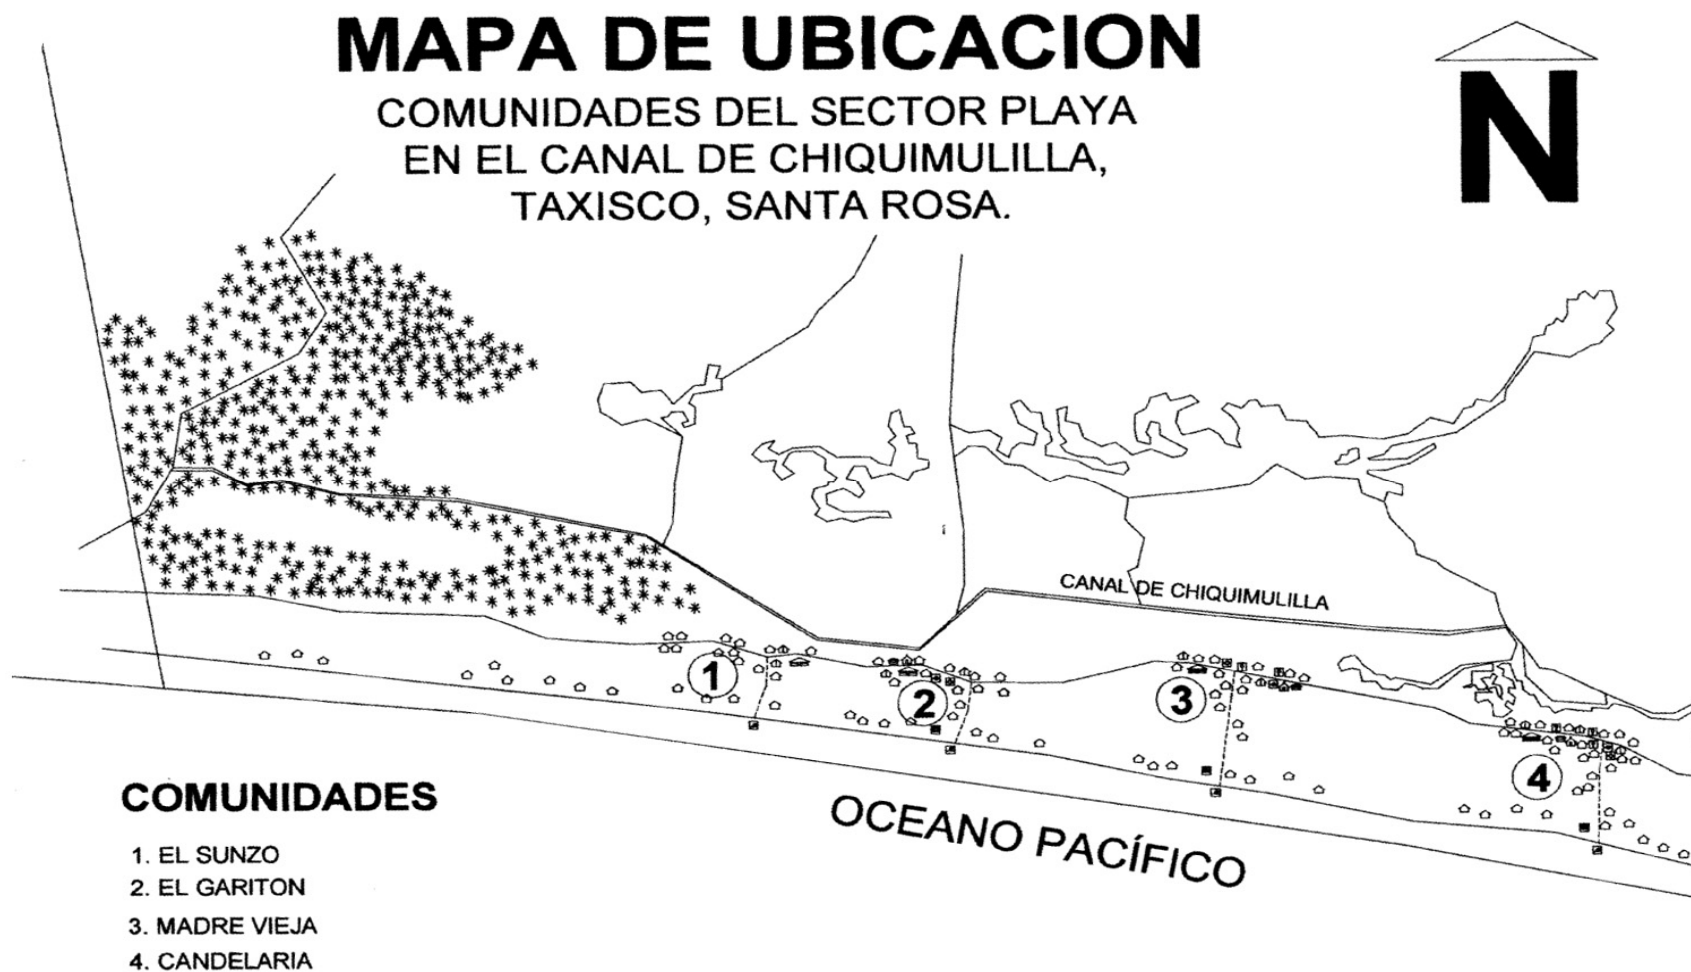 MAPA DE UBICACION
COMUNIDADES DEL SECTOR PLAYA
EN EL CANAL DE CHIQUIMULILLA,
TAXISCO, SANTA ROSA.
N
CANAL DE CHIQUIMULILLA
1
2
3
4
OCEANO PACÍFICO
COMUNIDADES
1. EL SUNZO
2. EL GARITON
3. MADRE VIEJA
4. CANDELARIA